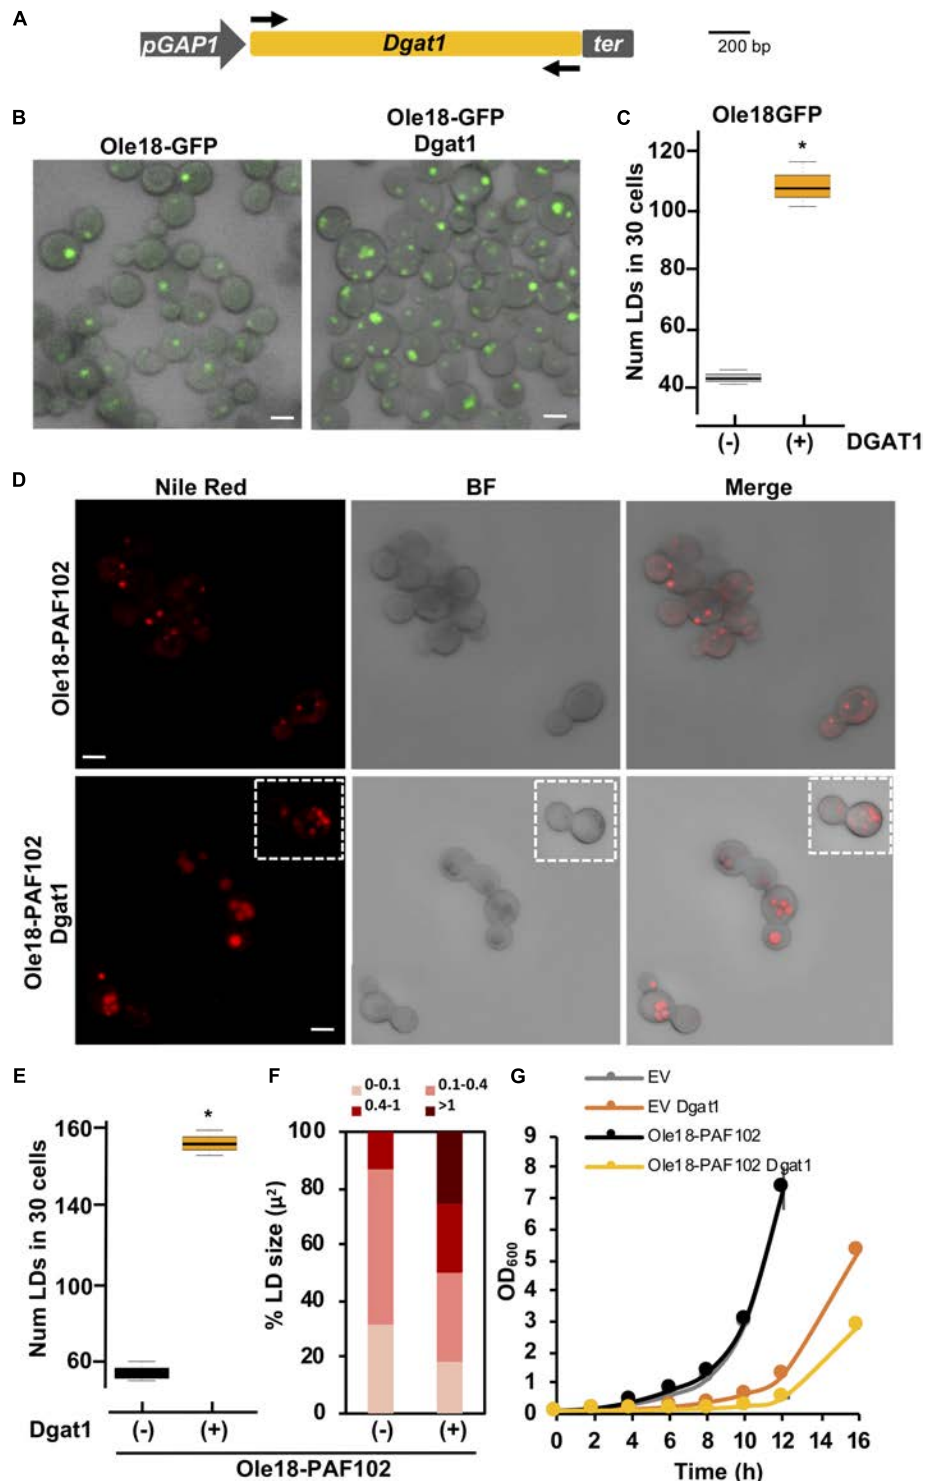 A
pGAP1 Dgat1 ter
200 bp
B
Ole18-GFP
Ole18-GFP
Dgat1
C
Ole18GFP
*
Num LDs in 30 cells
120
100
80
60
40
(-) (+) DGAT1
D
Nile Red BF Merge
Ole18-PAF102
Ole18-PAF102
Dgat1
E
*
Num LDs in 30 cells
160
140
100
60
Dgat1 (-) (+)
F
0-0.1 0.1-0.4
0.4-1 >1
% LD size (µ²)
100
80
60
40
20
0
(-) (+)
Ole18-PAF102
G
EV
EV Dgat1
Ole18-PAF102
Ole18-PAF102 Dgat1
OD600
9
8
7
6
5
4
3
2
1
0
0 2 4 6 8 10 12 14 16
Time (h)